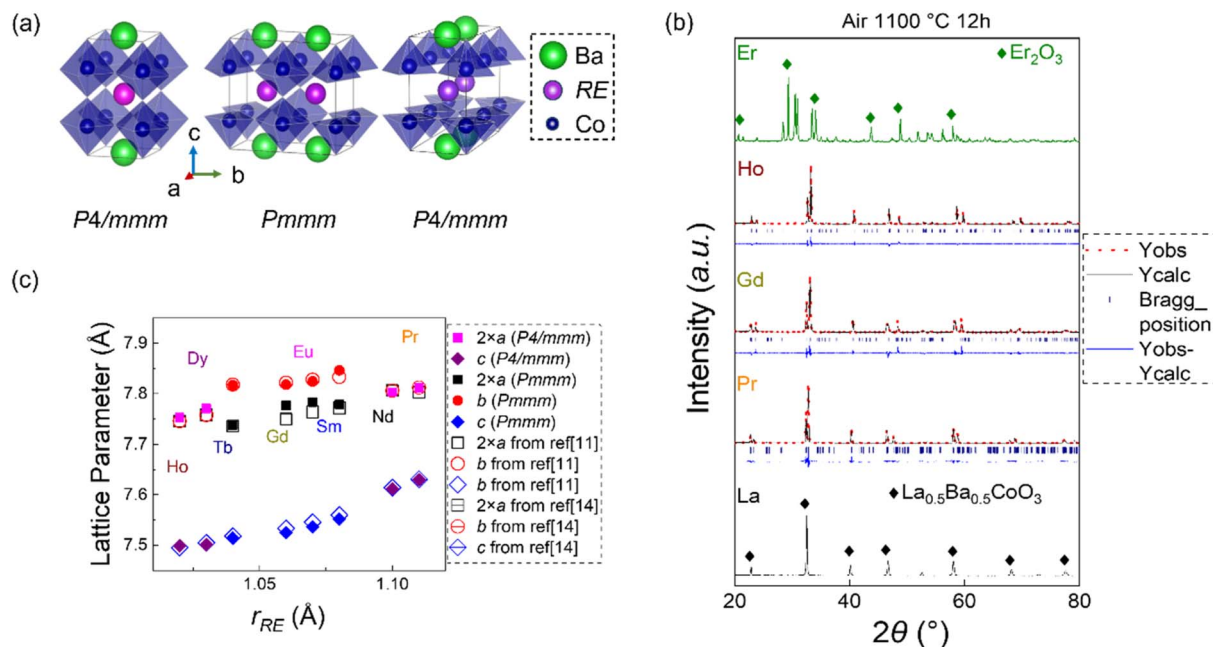 (a)
Ba
RE
Co
c
a
b
P4/mmm
Pmmm
P4/mmm
(b)
Air 1100 °C 12h
Er
Er2O3
Ho
Gd
Pr
La
La0.5Ba0.5CoO3
Intensity (a.u.)
20
40
60
80
2θ (°)
Yobs
Ycalc
Bragg_
position
Yobs-
Ycalc
(c)
Lattice Parameter (Å)
7.9
7.8
7.7
7.6
7.5
Dy
Eu
Pr
Tb
Gd
Sm
Nd
Ho
1.05
1.10
rRE (Å)
2×a (P4/mmm)
c (P4/mmm)
2×a (Pmmm)
b (Pmmm)
c (Pmmm)
2×a from ref[11]
b from ref[11]
c from ref[11]
2×a from ref[14]
b from ref[14]
c from ref[14]